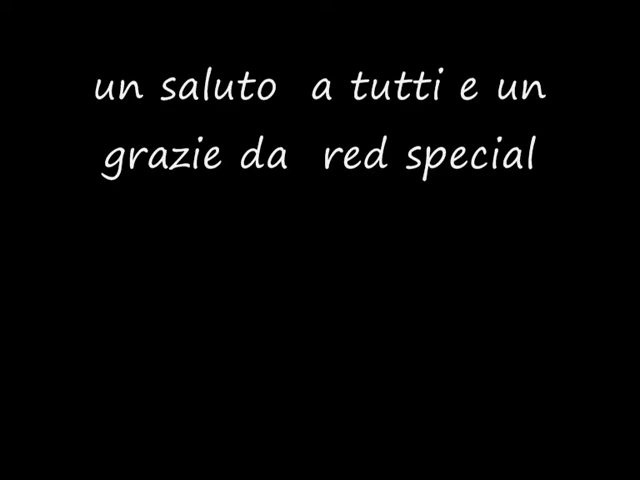 un saluto a tutti e un
grazie da red special